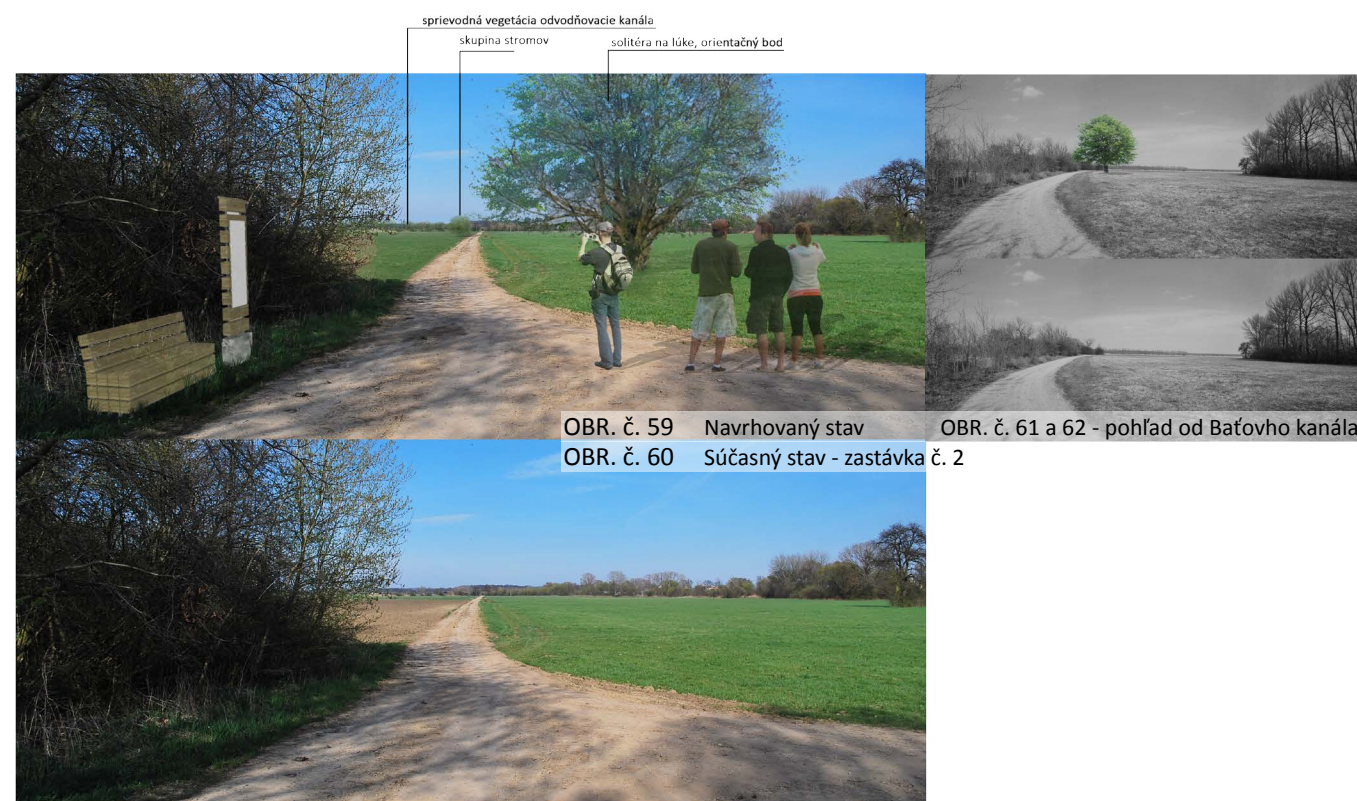 sprievodná vegetácia odvodňovacie kanála
skupina stromov
solitéra na lúke, orientačný bod
OBR. č. 59 Navrhovaný stav
OBR. č. 61 a 62 - pohľad od Baťovho kanála
OBR. č. 60 Súčasný stav - zastávka č. 2